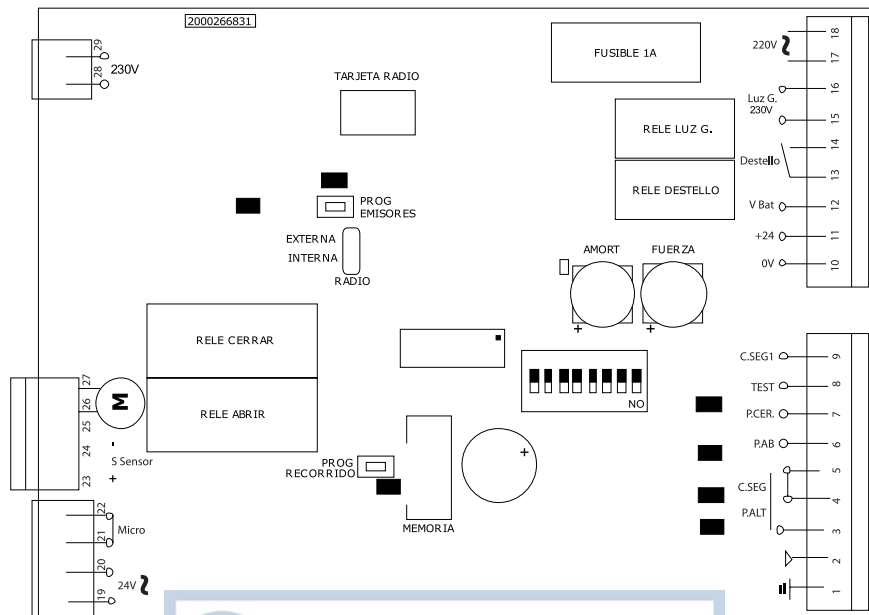 2000266831
29
28
230V
TARJETA RADIO
FUSIBLE 1A
RELE LUZ G.
RELE DESTELLO
220V
18
17
Luz G.
230V
16
15
Destello
14
13
V Bat
12
+24
11
0V
10
PROG
EMISORES
EXTERNA
INTERNA
RADIO
AMORT
FUERZA
+
+
RELE CERRAR
RELE ABRIR
27
26
25
24
23
M
-
S Sensor
+
NO
C.SEG1
9
TEST
8
P.CER.
7
P.AB
6
C.SEG
5
4
P.ALT
3
2
1
PROG
RECORRIDO
MEMORIA
+
22
21
Micro
20
19
24V